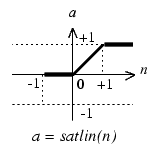 a
+1
n
-1
0
+1
-1
a = satlin(n)